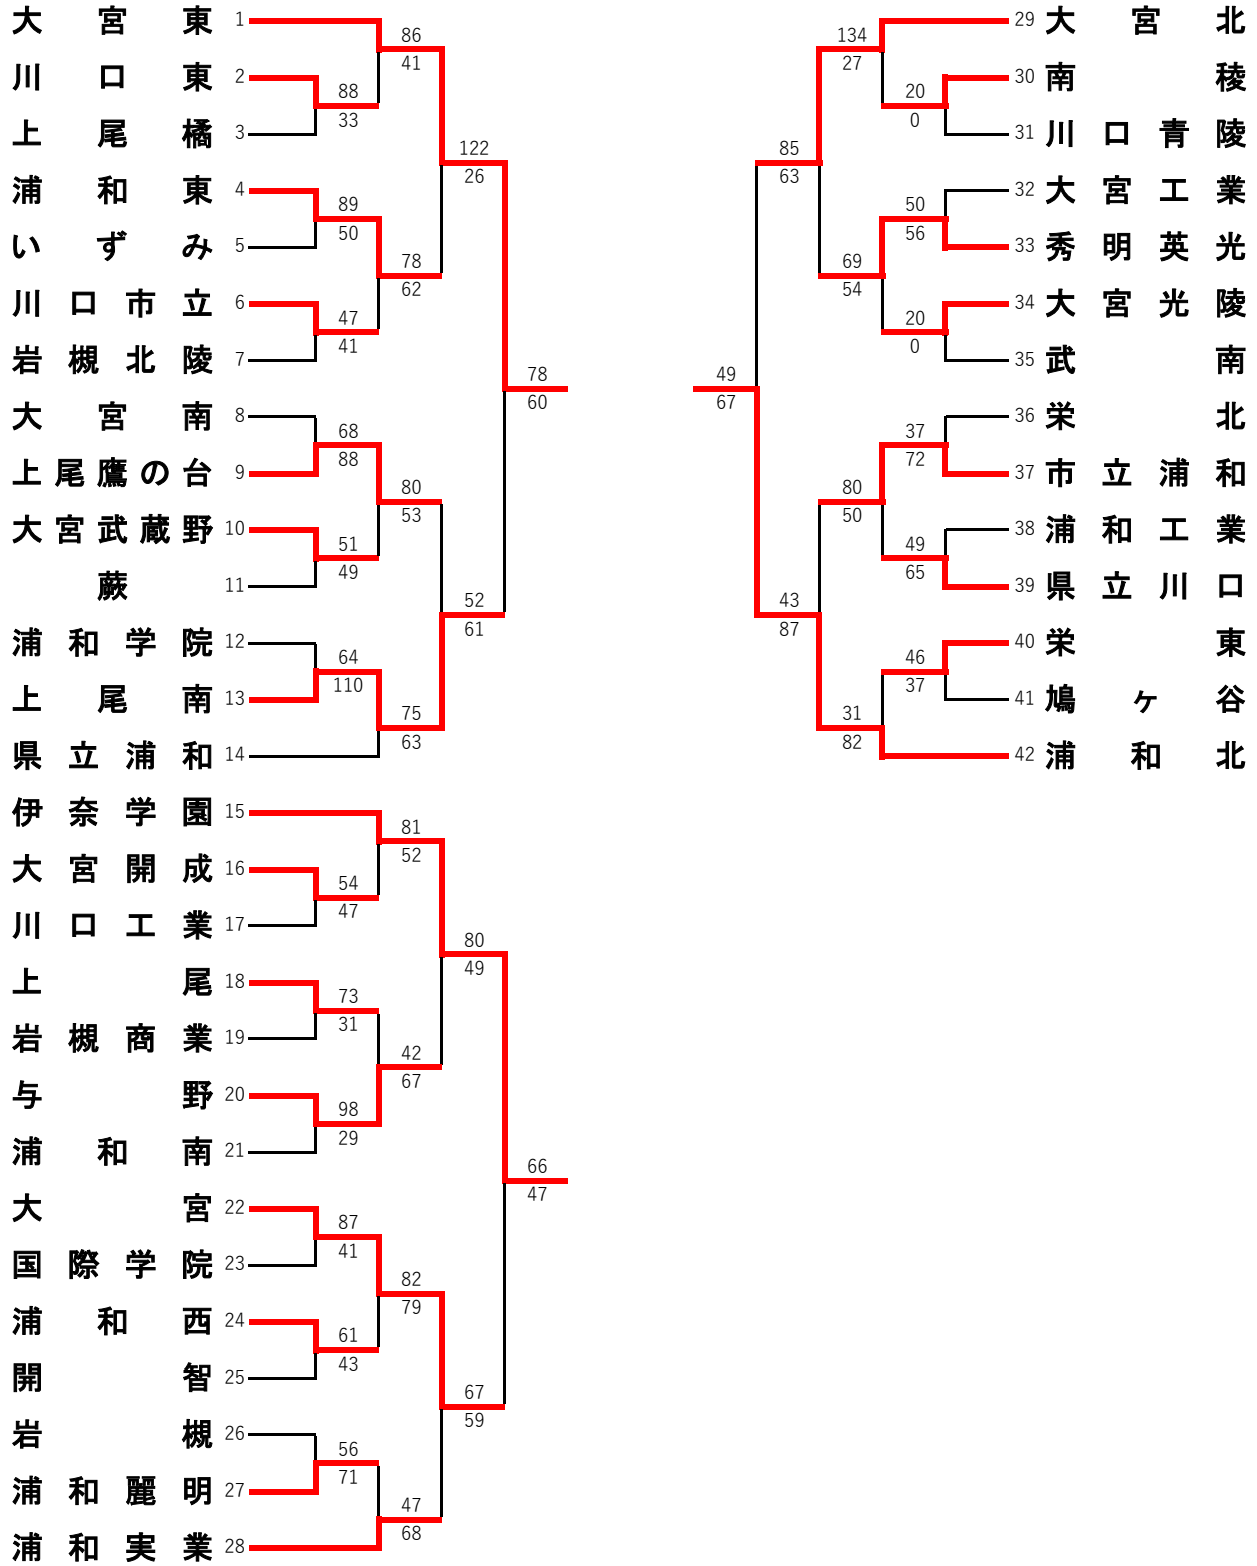 大宮東 1
川口東 2
上尾橘 3
浦和東 4
いずみ 5
川口市立 6
岩槻北陵 7
大宮南 8
上尾鷹の台 9
大宮武蔵野 10
蕨 11
浦和学院 12
上尾南 13
県立浦和 14
伊奈学園 15
大宮開成 16
川口工業 17
上尾 18
岩槻商業 19
与野 20
浦和南 21
大宮 22
国際学院 23
浦和西 24
開智 25
岩槻 26
浦和麗明 27
浦和実業 28
88
33
89
50
47
41
68
88
51
49
64
110
54
47
73
31
98
29
87
41
61
43
56
71
86
41
78
62
80
53
75
63
81
52
42
67
82
79
47
68
122
26
52
61
80
49
67
59
78
60
66
47
49
67
85
63
43
87
134
27
69
54
80
50
31
82
20
0
50
56
20
0
37
72
49
65
46
37
29 大宮北
30 南稜
31 川口青陵
32 大宮工業
33 秀明英光
34 大宮光陵
35 武南
36 栄北
37 市立浦和
38 浦和工業
39 県立川口
40 栄東
41 鳩ヶ谷
42 浦和北